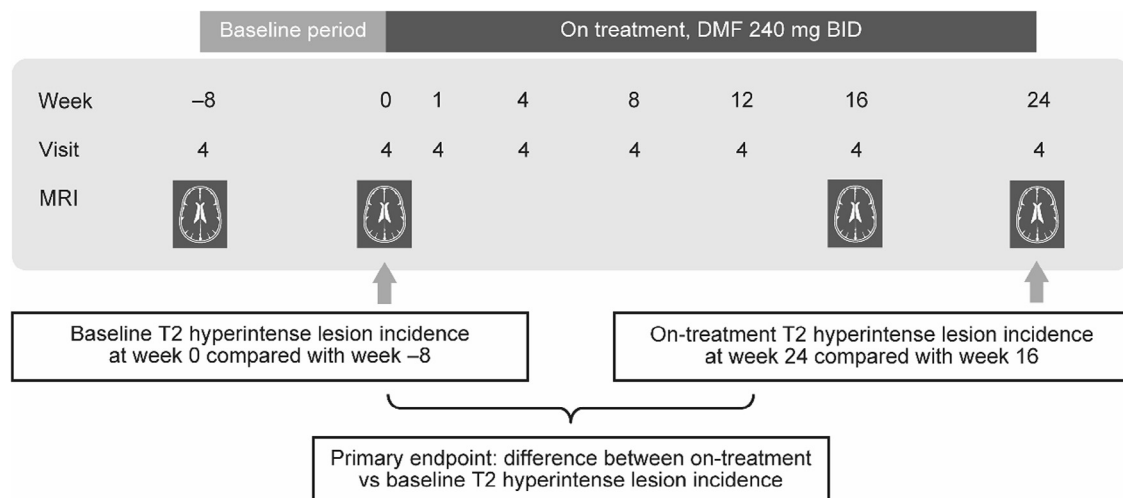 Baseline period On treatment, DMF 240 mg BID
Week –8 0 1 4 8 12 16 24
Visit 4 4 4 4 4 4 4 4
MRI
Baseline T2 hyperintense lesion incidence
at week 0 compared with week –8
On-treatment T2 hyperintense lesion incidence
at week 24 compared with week 16
Primary endpoint: difference between on-treatment
vs baseline T2 hyperintense lesion incidence